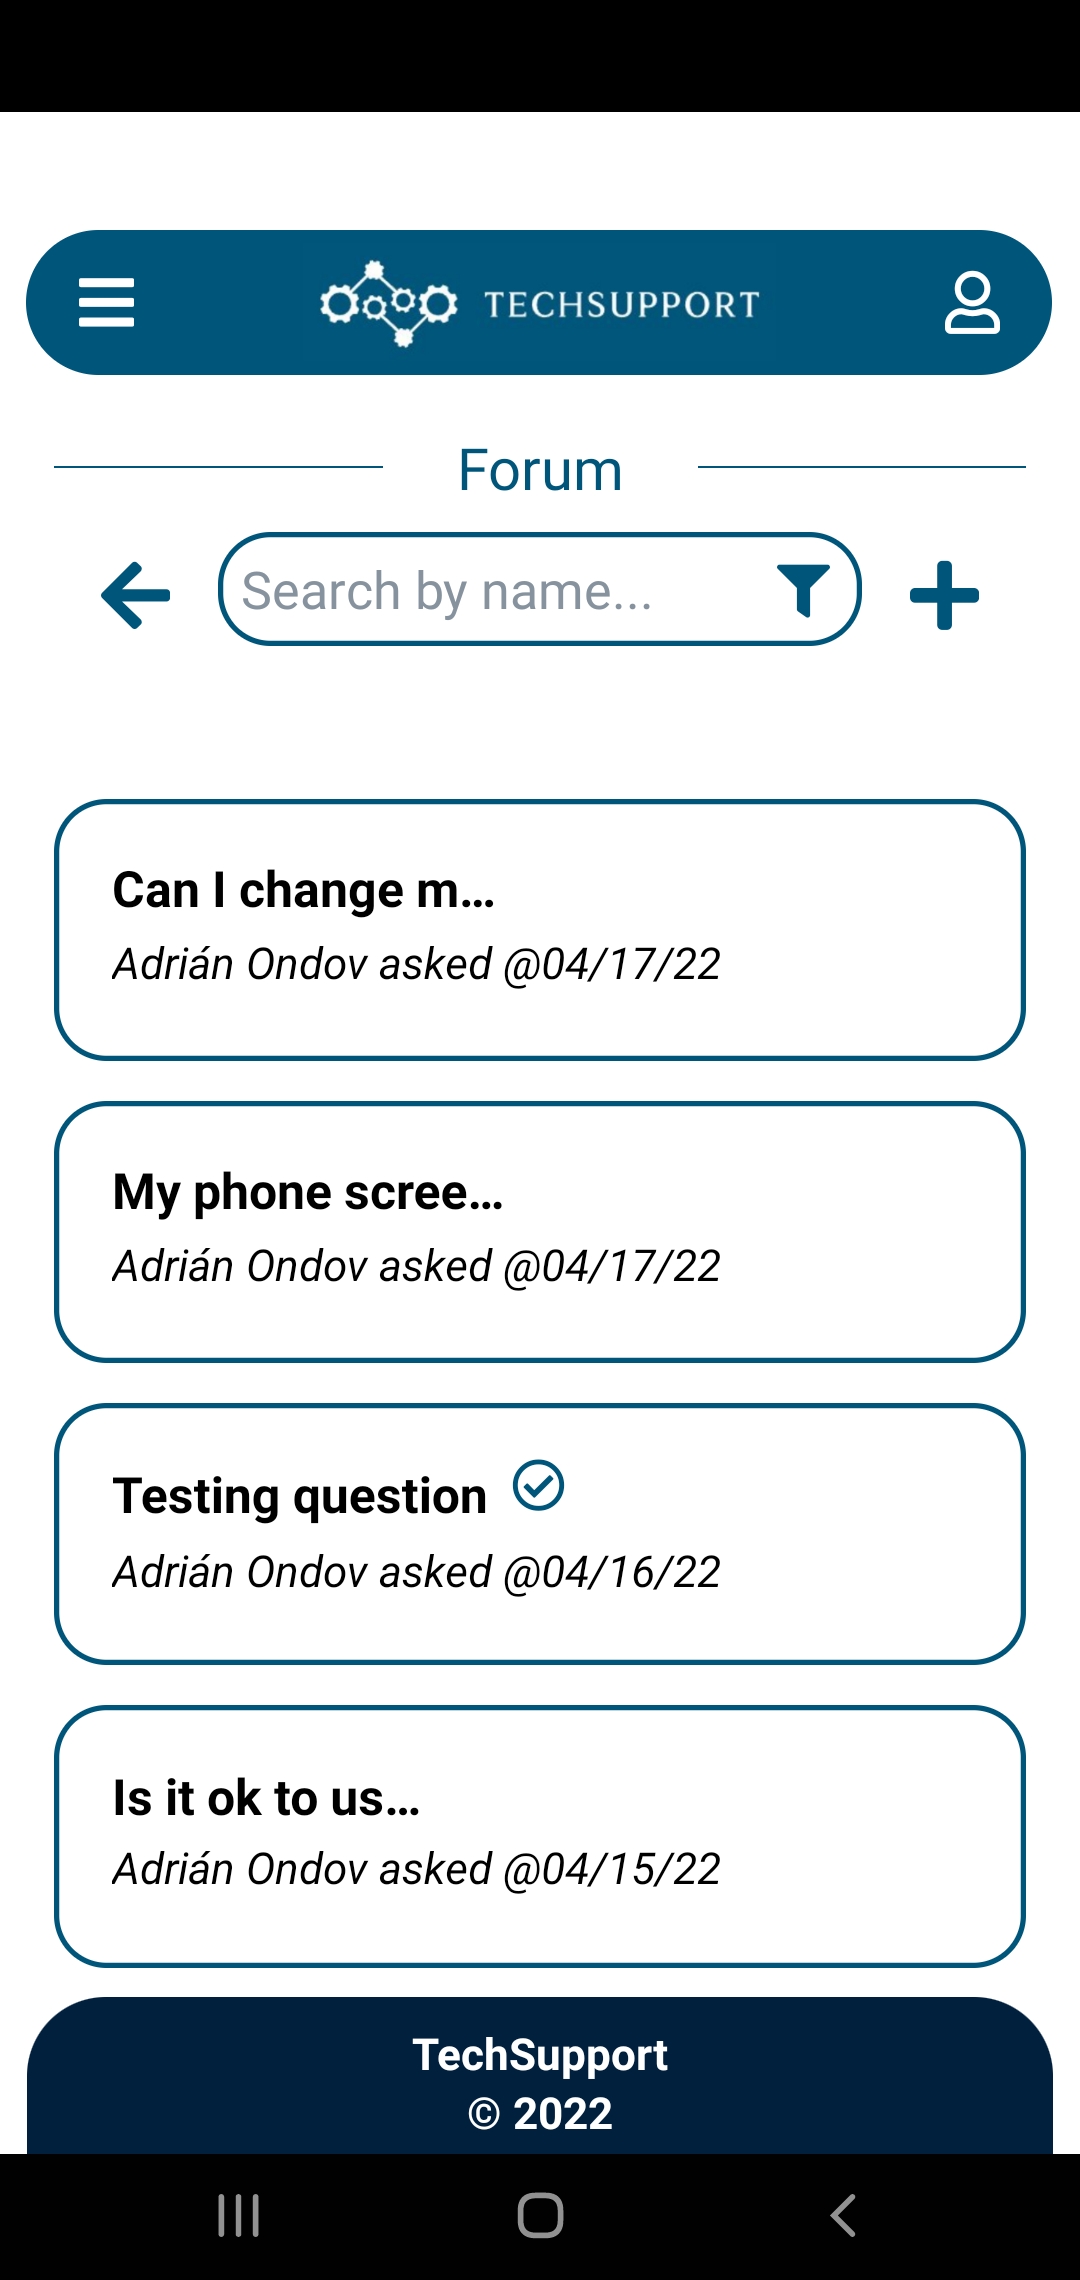 TECHSUPPORT
Forum
Search by name...
Can I change m...
Adrián Ondov asked @04/17/22
My phone scree...
Adrián Ondov asked @04/17/22
Testing question
Adrián Ondov asked @04/16/22
Is it ok to us...
Adrián Ondov asked @04/15/22
TechSupport
© 2022